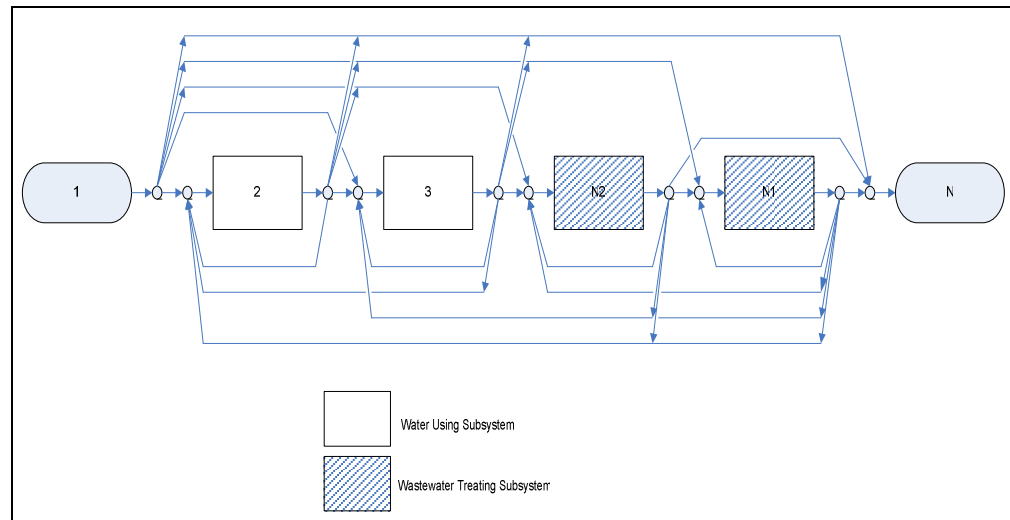 1
2
3
N2
N1
N
Water Using Subsystem
Wastewater Treating Subsystem